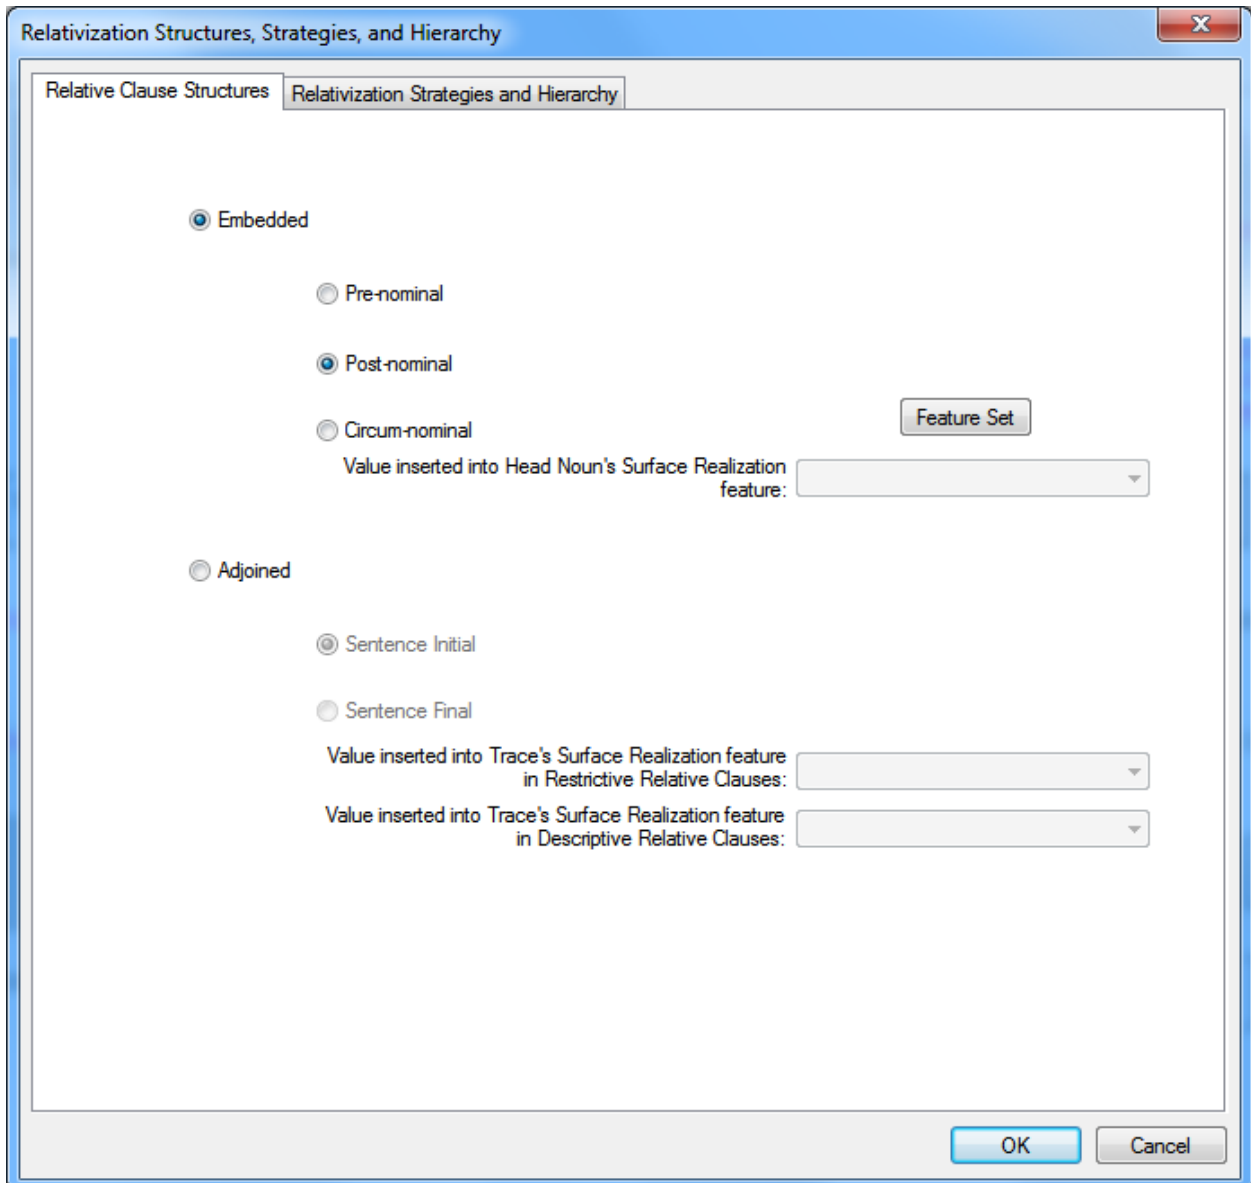 Relativization Structures, Strategies, and Hierarchy
Relative Clause Structures
Relativization Strategies and Hierarchy
Embedded
Pre-nominal
Post-nominal
Circum-nominal
Feature Set
Value inserted into Head Noun's Surface Realization
feature:
Adjoined
Sentence Initial
Sentence Final
Value inserted into Trace's Surface Realization feature
in Restrictive Relative Clauses:
Value inserted into Trace's Surface Realization feature
in Descriptive Relative Clauses:
OK
Cancel